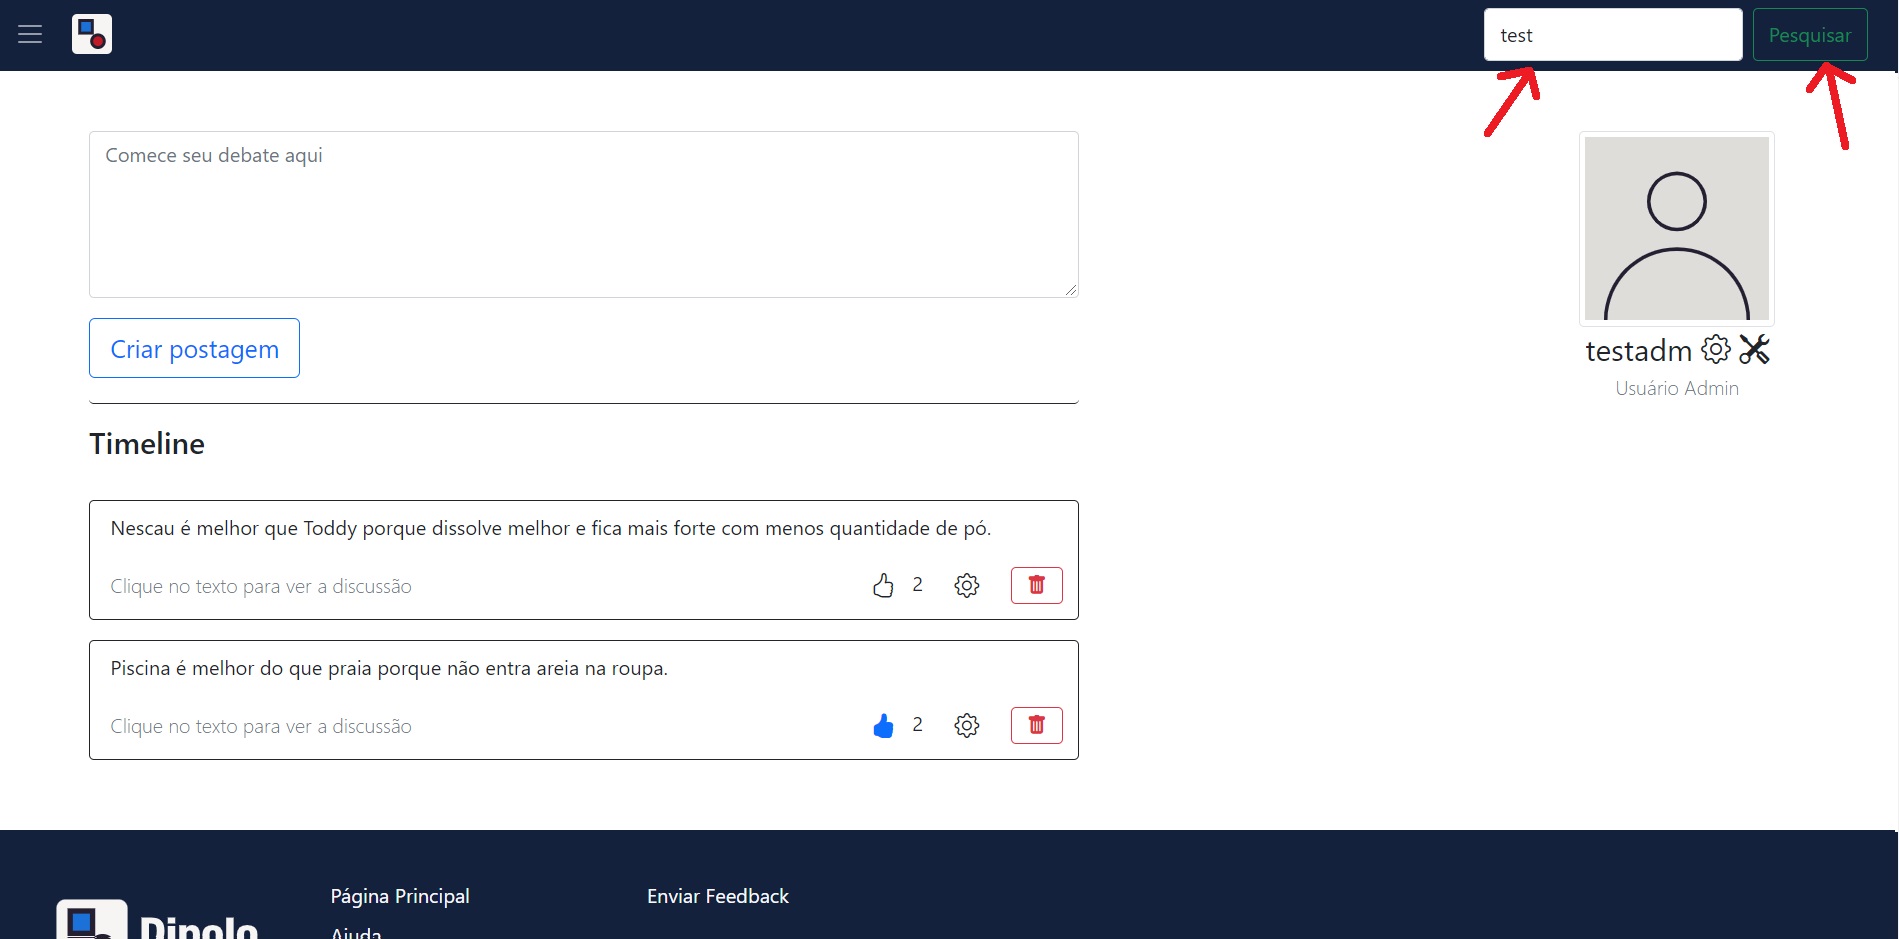 test
Pesquisar
Comece seu debate aqui
Criar postagem
testadm
Usuário Admin
Timeline
Nescau é melhor que Toddy porque dissolve melhor e fica mais forte com menos quantidade de pó.
Clique no texto para ver a discussão
2
Piscina é melhor do que praia porque não entra areia na roupa.
Clique no texto para ver a discussão
2
Página Principal
Enviar Feedback
Dipolo
Ajuda